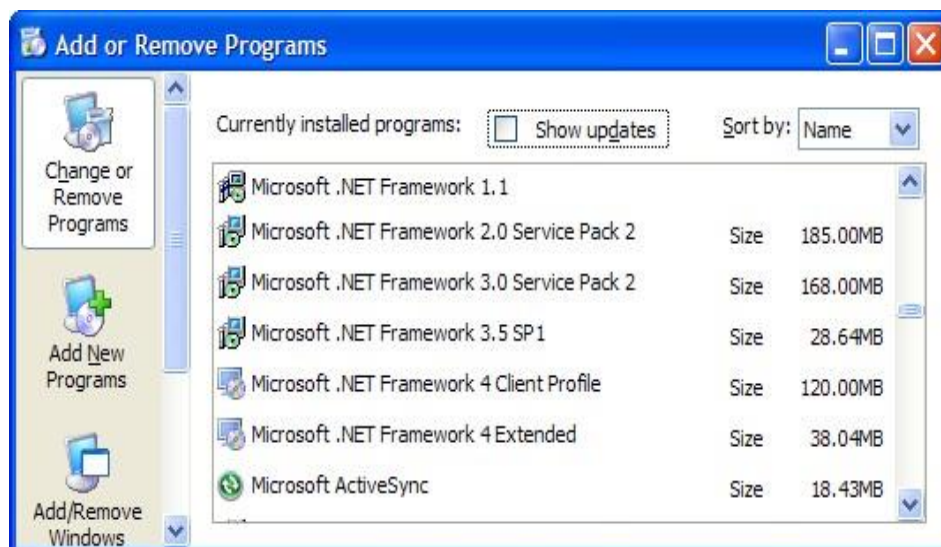 Add or Remove Programs
Change or
Remove
Programs
Add New
Programs
Add/Remove
Windows
Currently installed programs:
Show updates
Sort by:
Name
Microsoft .NET Framework 1.1
Microsoft .NET Framework 2.0 Service Pack 2 Size 185.00MB
Microsoft .NET Framework 3.0 Service Pack 2 Size 168.00MB
Microsoft .NET Framework 3.5 SP1 Size 28.64MB
Microsoft .NET Framework 4 Client Profile Size 120.00MB
Microsoft .NET Framework 4 Extended Size 38.04MB
Microsoft ActiveSync Size 18.43MB